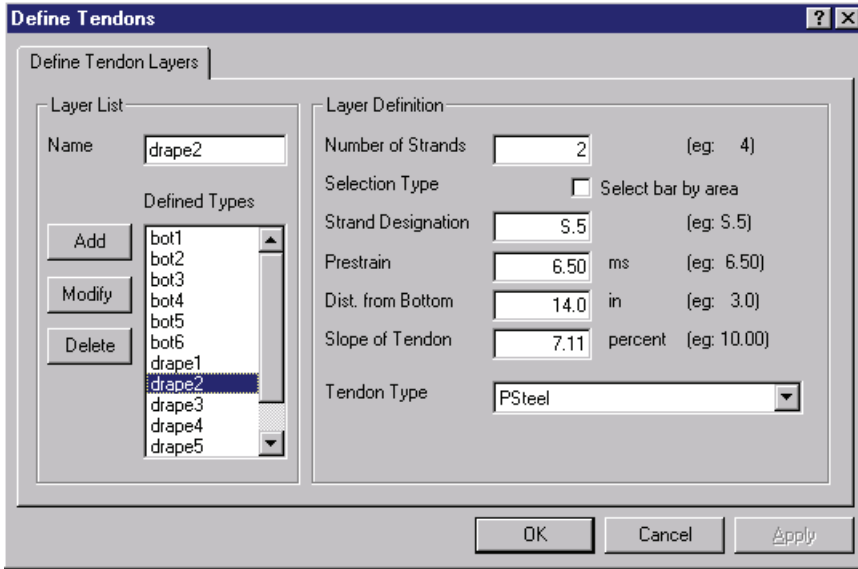 Define Tendons
Define Tendon Layers
Layer List
Name drape2
Defined Types
Add
Modify
Delete
bot1
bot2
bot3
bot4
bot5
bot6
drape1
drape2
drape3
drape4
drape5
Layer Definition
Number of Strands 2 (eg: 4)
Selection Type Select bar by area
Strand Designation S.5 (eg: S.5)
Prestrain 6.50 ms (eg: 6.50)
Dist. from Bottom 14.0 in (eg: 3.0)
Slope of Tendon 7.11 percent (eg: 10.00)
Tendon Type PSteel
OK Cancel Apply